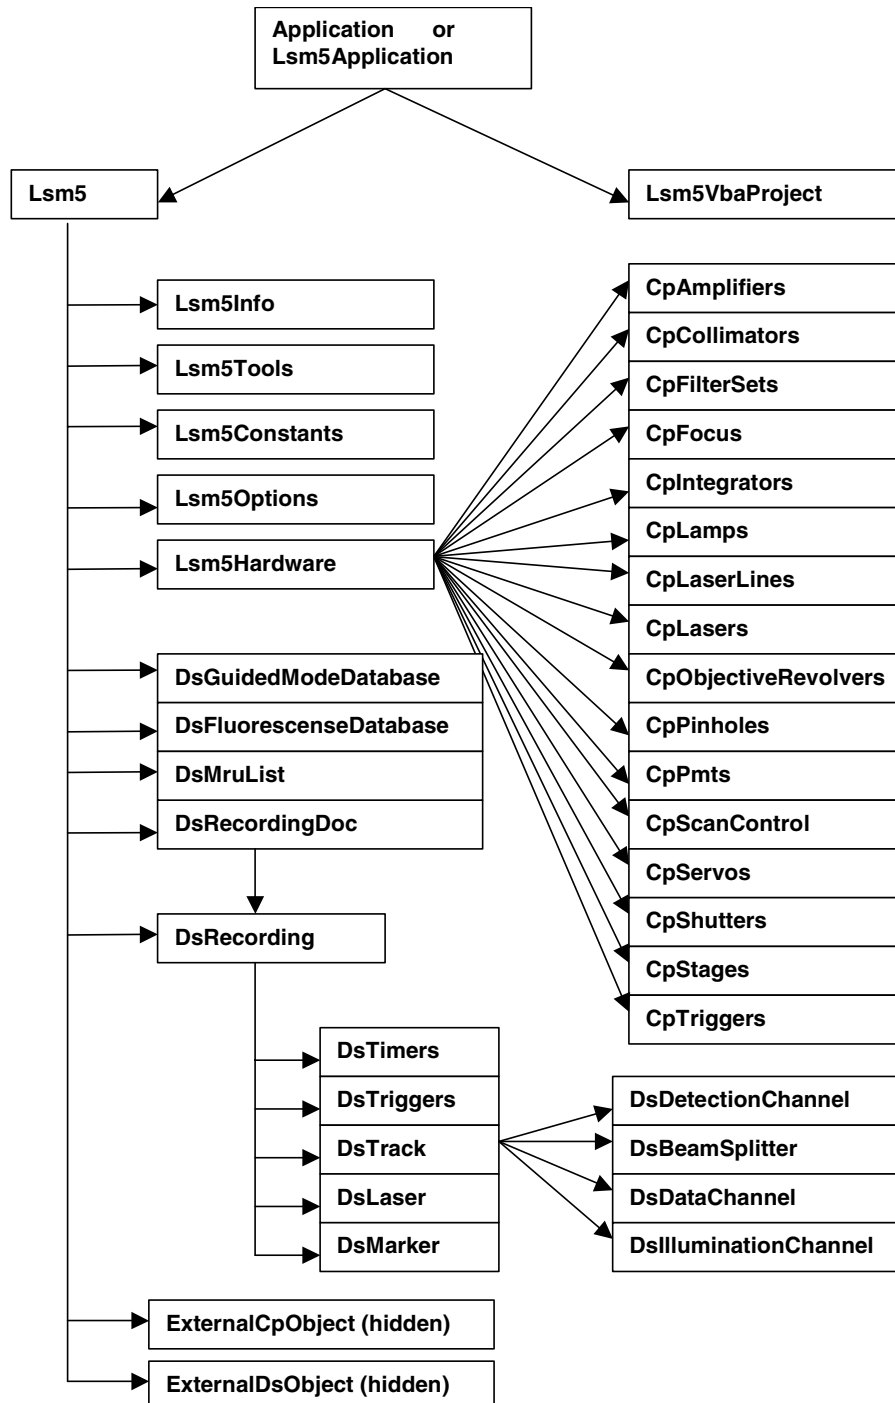 Application or
Lsm5Application
Lsm5
Lsm5VbaProject
Lsm5Info
Lsm5Tools
Lsm5Constants
Lsm5Options
Lsm5Hardware
CpAmplifiers
CpCollimators
CpFilterSets
CpFocus
CpIntegrators
CpLamps
CpLaserLines
CpLasers
CpObjectiveRevolvers
CpPinholes
CpPmts
CpScanControl
CpServos
CpShutters
CpStages
CpTriggers
DsGuidedModeDatabase
DsFluorescenseDatabase
DsMruList
DsRecordingDoc
DsRecording
DsTimers
DsTriggers
DsTrack
DsLaser
DsMarker
DsDetectionChannel
DsBeamSplitter
DsDataChannel
DsIlluminationChannel
ExternalCpObject (hidden)
ExternalDsObject (hidden)